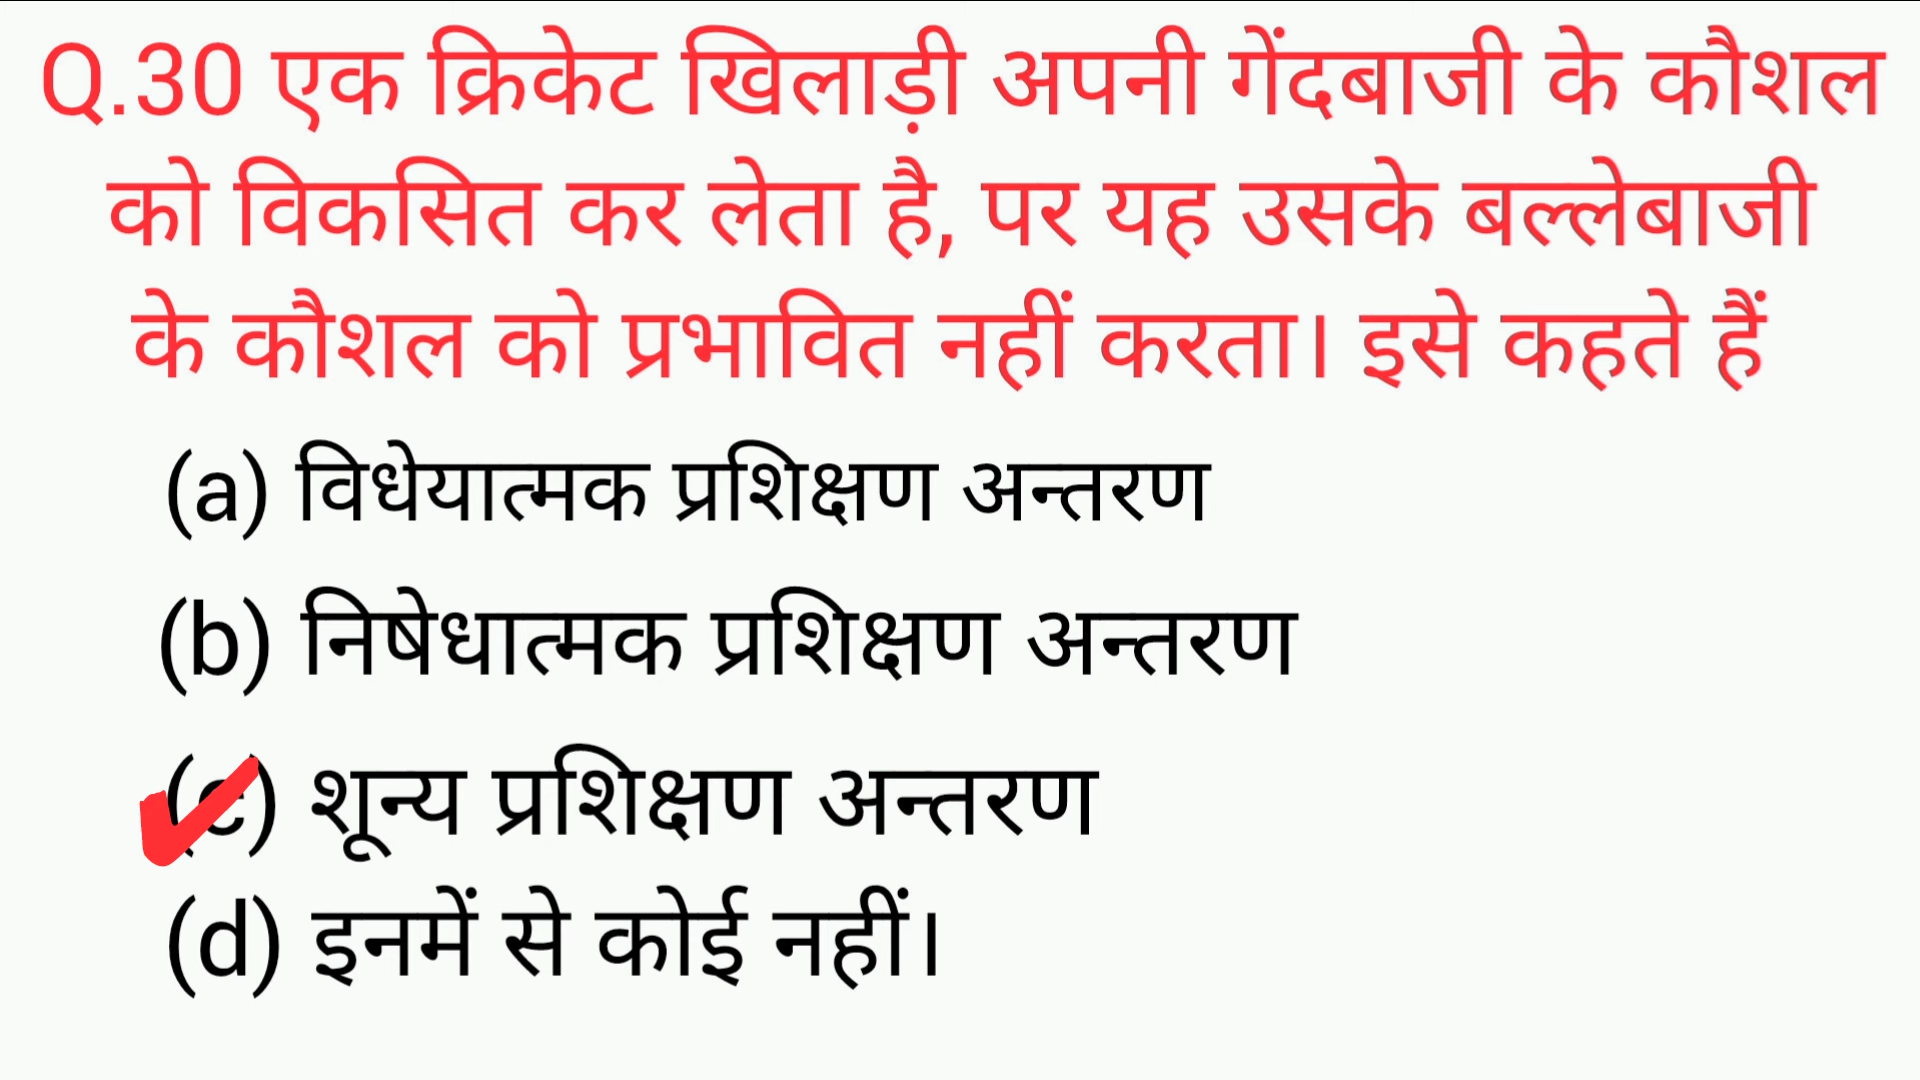 Q.30 एक क्रिकेट खिलाड़ी अपनी गेंदबाजी के कौशल
को विकसित कर लेता है, पर यह उसके बल्लेबाजी
के कौशल को प्रभावित नहीं करता। इसे कहते हैं
(a) विधेयात्मक प्रशिक्षण अन्तरण
(b) निषेधात्मक प्रशिक्षण अन्तरण
(c) शून्य प्रशिक्षण अन्तरण
(d) इनमें से कोई नहीं।